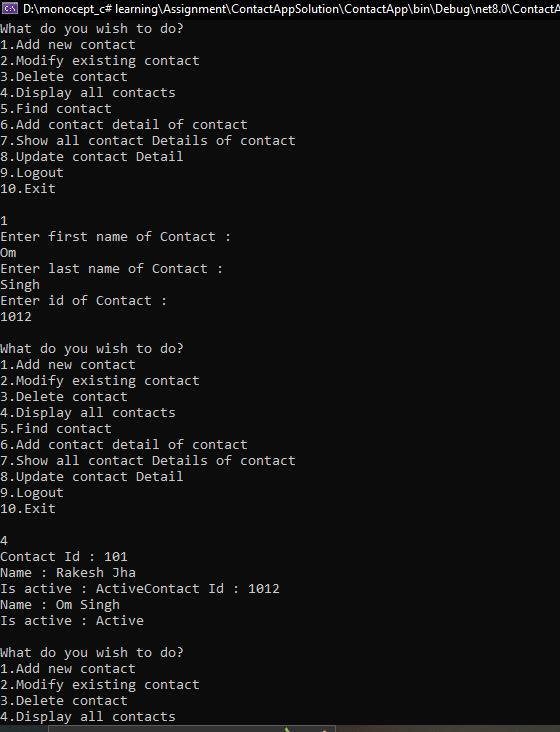 D:\monocept_c# learning\Assignment\ContactAppSolution\ContactApp\bin\Debug\net8.0\ContactA
What do you wish to do?
1.Add new contact
2.Modify existing contact
3.Delete contact
4.Display all contacts
5.Find contact
6.Add contact detail of contact
7.Show all contact Details of contact
8.Update contact Detail
9.Logout
10.Exit
1
Enter first name of Contact :
Om
Enter last name of Contact :
Singh
Enter id of Contact :
1012
What do you wish to do?
1.Add new contact
2.Modify existing contact
3.Delete contact
4.Display all contacts
5.Find contact
6.Add contact detail of contact
7.Show all contact Details of contact
8.Update contact Detail
9.Logout
10.Exit
4
Contact Id : 101
Name : Rakesh Jha
Is active : ActiveContact Id : 1012
Name : Om Singh
Is active : Active
What do you wish to do?
1.Add new contact
2.Modify existing contact
3.Delete contact
4.Display all contacts